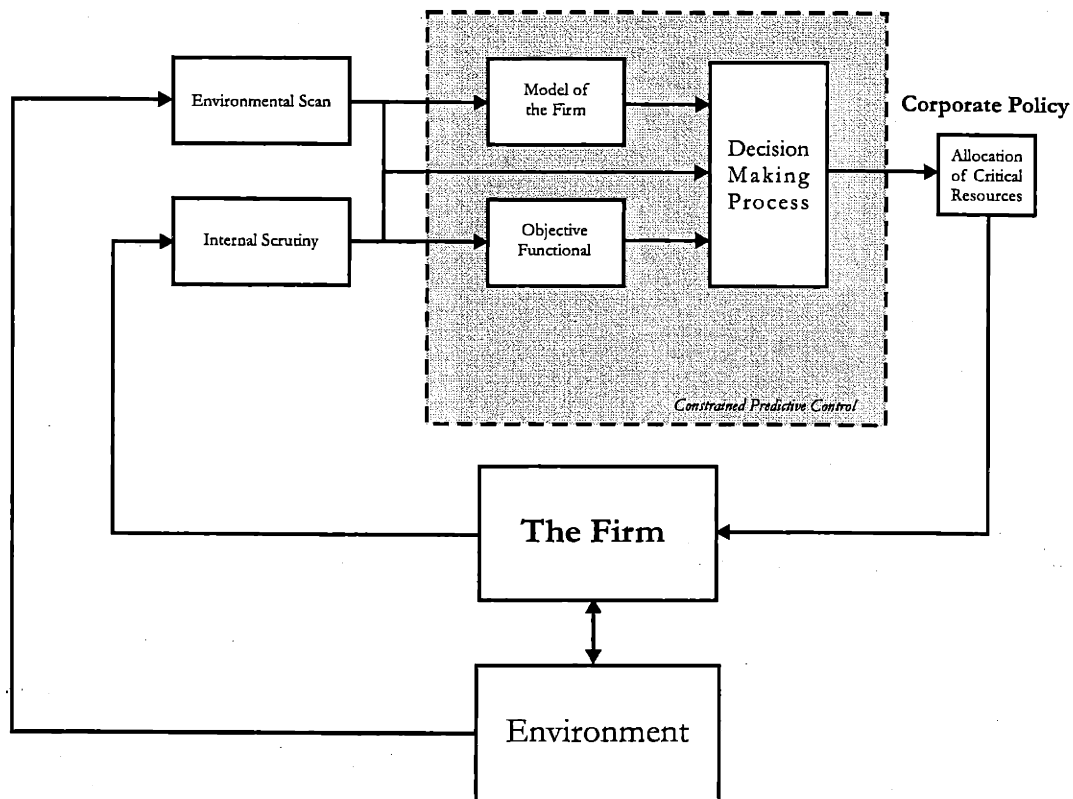 Environmental Scan
Model of
the Firm
Decision
Making
Process
Corporate Policy
Allocation
of Critical
Resources
Internal Scrutiny
Objective
Functional
Constrained Predictive Control
The Firm
Environment